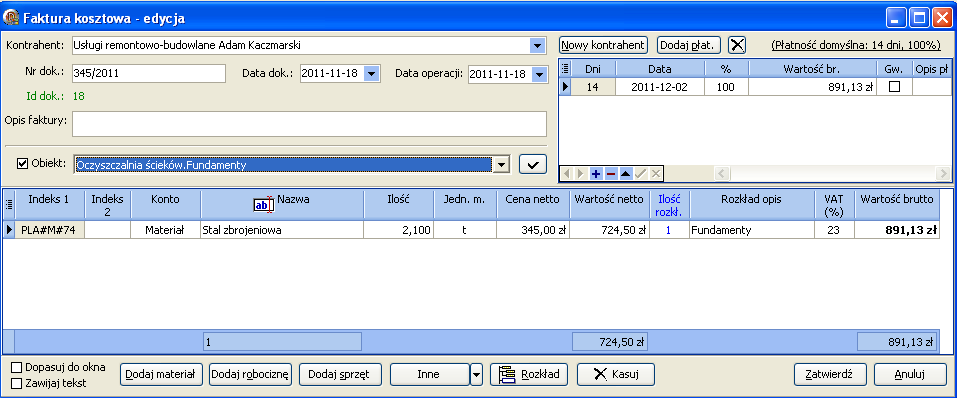 Faktura kosztowa - edycja
Kontrahent: Usługi remontowo-budowlane Adam Kaczmarski
Nowy kontrahent Dodaj płat. (Płatność domyślna: 14 dni, 100%)
Nr dok.: 345/2011 Data dok.: 2011-11-18 Data operacji: 2011-11-18
Id dok.: 18
Opis faktury:
Obiekt: Oczyszczalnia ścieków.Fundamenty
Dni Data % Wartość br. Gw. Opis pł
14 2011-12-02 100 891,13 zł
Indeks 1 Indeks 2 Konto ab Nazwa Ilość Jedn. m. Cena netto Wartość netto Ilość rozkł. Rozkład opis VAT (%) Wartość brutto
PLA#M#74 Materiał Stal zbrojeniowa 2,100 t 345,00 zł 724,50 zł 1 Fundamenty 23 891,13 zł
1 724,50 zł 891,13 zł
Dopasuj do okna
Zawijaj tekst
Dodaj materiał Dodaj robociznę Dodaj sprzęt Inne Rozkład Kasuj Zatwierdź Anuluj